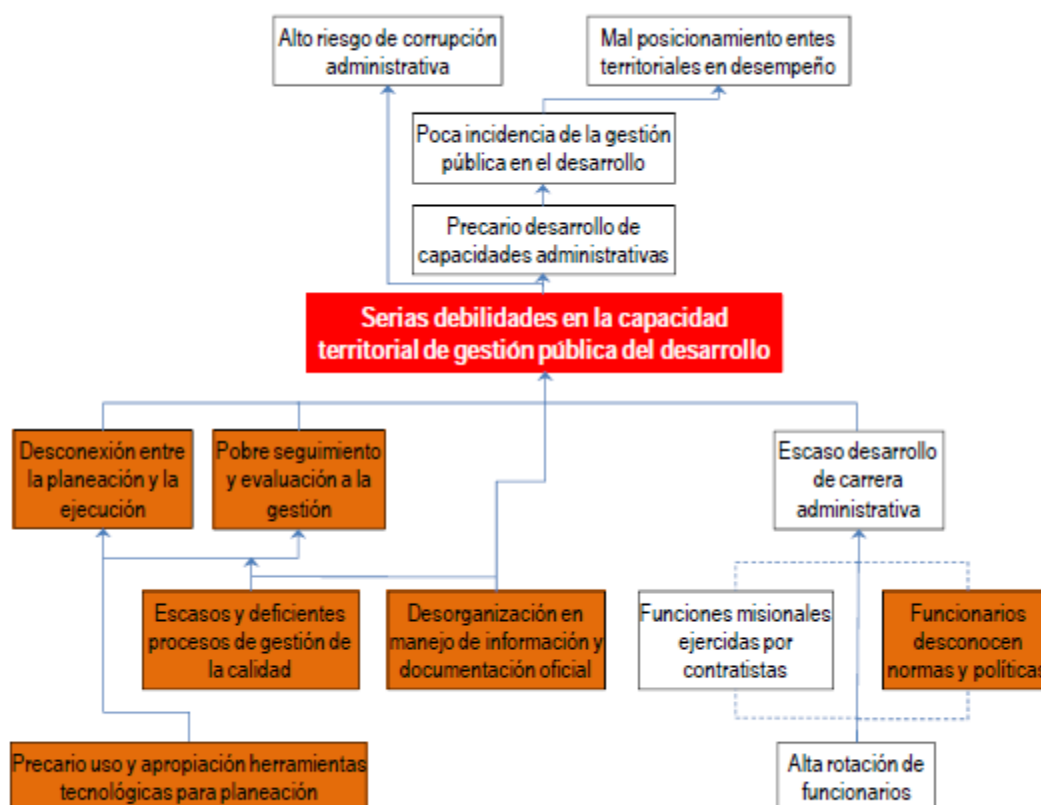 Alto riesgo de corrupción
administrativa
Mal posicionamiento entes
territoriales en desempeño
Poca incidencia de la gestión
pública en el desarrollo
Precario desarrollo de
capacidades administrativas
Serias debilidades en la capacidad
territorial de gestión pública del desarrollo
Desconexión entre
la planeación y la
ejecución
Pobre seguimiento
y evaluación a la
gestión
Escaso desarrollo
de carrera
administrativa
Escasos y deficientes
procesos de gestión de
la calidad
Desorganización en
manejo de información y
documentación oficial
Funciones misionales
ejercidas por
contratistas
Funcionarios
desconocen
normas y políticas
Precario uso y apropiación herramientas
tecnológicas para planeación
Alta rotación de
funcionarios